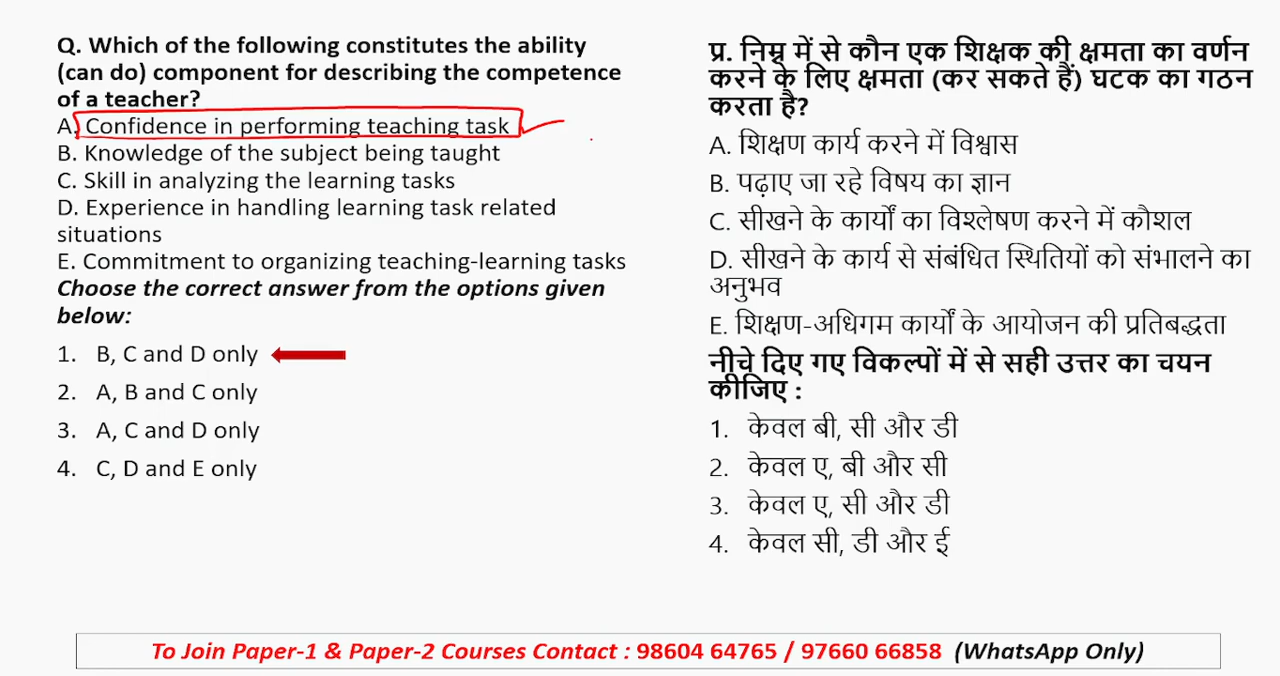 Q. Which of the following constitutes the ability
(can do) component for describing the competence
of a teacher?
A. Confidence in performing teaching task
B. Knowledge of the subject being taught
C. Skill in analyzing the learning tasks
D. Experience in handling learning task related
situations
E. Commitment to organizing teaching-learning tasks
Choose the correct answer from the options given
below:
1. B, C and D only
2. A, B and C only
3. A, C and D only
4. C, D and E only
प्र. निम्न में से कौन एक शिक्षक की क्षमता का वर्णन
करने के लिए क्षमता (कर सकते हैं) घटक का गठन
करता है?
A. शिक्षण कार्य करने में विश्वास
B. पढ़ाए जा रहे विषय का ज्ञान
C. सीखने के कार्यों का विश्लेषण करने में कौशल
D. सीखने के कार्य से संबंधित स्थितियों को संभालने का
अनुभव
E. शिक्षण-अधिगम कार्यों के आयोजन की प्रतिबद्धता
नीचे दिए गए विकल्पों में से सही उत्तर का चयन
कीजिए :
1. केवल बी, सी और डी
2. केवल ए, बी और सी
3. केवल ए, सी और डी
4. केवल सी, डी और ई
To Join Paper-1 & Paper-2 Courses Contact : 98604 64765 / 97660 66858 (WhatsApp Only)